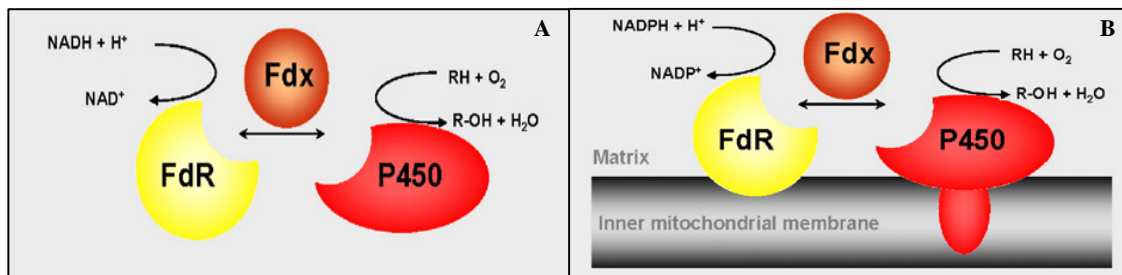 A
NADH + H⁺
Fdx
RH + O₂
NAD⁺
R-OH + H₂O
FdR
P450
B
NADPH + H⁺
Fdx
RH + O₂
NADP⁺
R-OH + H₂O
FdR
P450
Matrix
Inner mitochondrial membrane